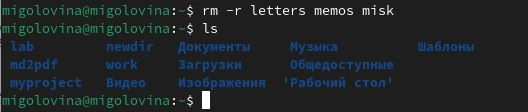 migolovina@migolovina:~$ rm -r letters memos misk
migolovina@migolovina:~$ ls
lab newdir Документы Музыка Шаблоны
md2pdf work Загрузки Общедоступные
myproject Видео Изображения 'Рабочий стол'
migolovina@migolovina:~$